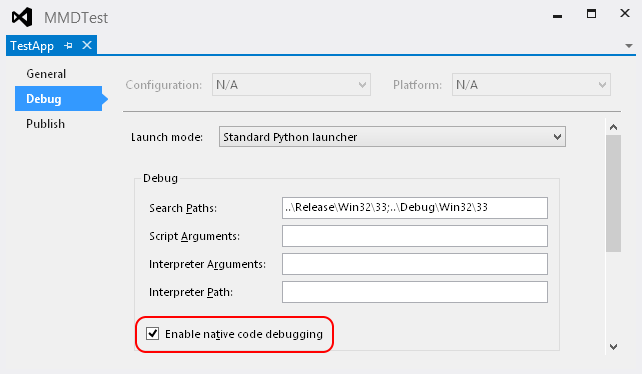 MMDTest
TestApp
General
Debug
Publish
Configuration: N/A Platform: N/A
Launch mode: Standard Python launcher
Debug
Search Paths: ..\Release\Win32\33;..\Debug\Win32\33
Script Arguments:
Interpreter Arguments:
Interpreter Path:
Enable native code debugging